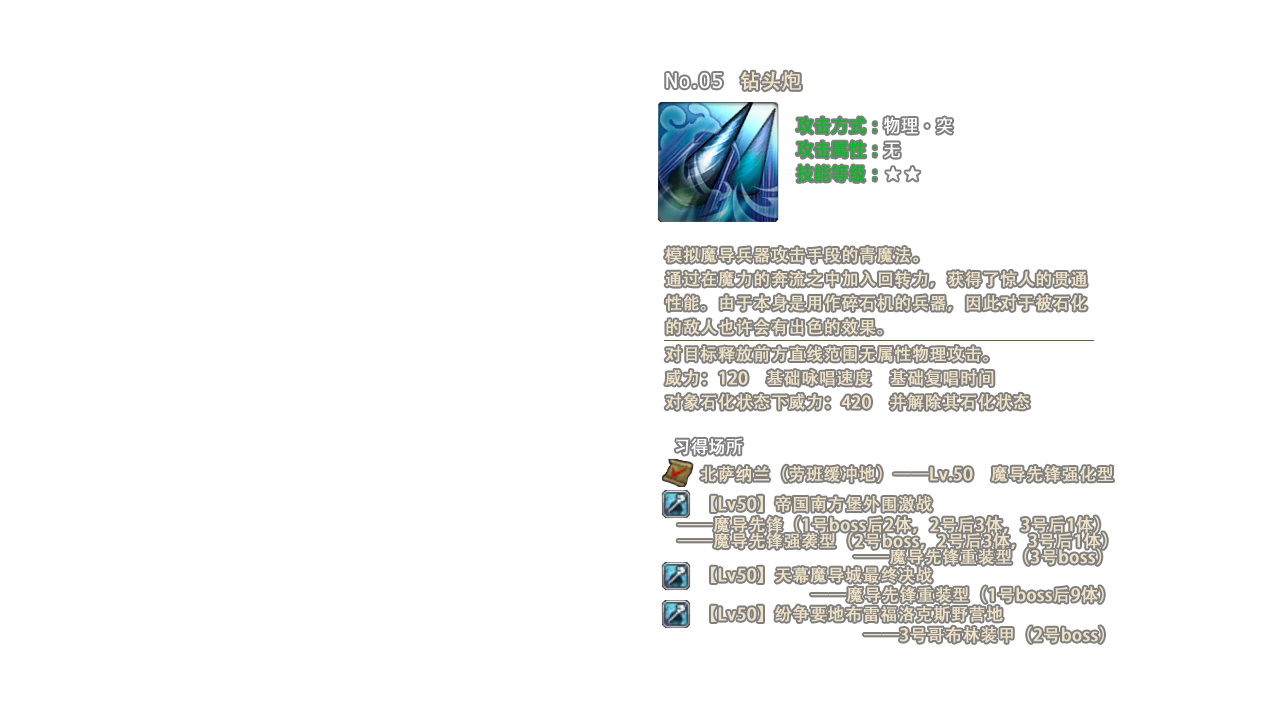 No.05 钻头炮
攻击方式：物理·突
攻击属性：无
技能等级：★★
模拟魔导兵器攻击手段的青魔法。
通过在魔力的奔流之中加入回转力，获得了惊人的贯通
性能。由于本身是用作碎石机的兵器，因此对于被石化
的敌人也许会有出色的效果。
对目标释放前方直线范围无属性物理攻击。
威力：120 基础咏唱速度 基础复唱时间
对象石化状态下威力：420 并解除其石化状态
习得场所
北萨纳兰（劳班缓冲地）——Lv.50 魔导先锋强化型
【Lv50】帝国南方堡外围激战
——魔导先锋（1号boss后2体，2号后3体，3号后1体）
——魔导先锋强袭型（2号boss，2号后3体，3号后1体）
——魔导先锋重装型（3号boss）
【Lv50】天幕魔导城最终决战
——魔导先锋重装型（1号boss后9体）
【Lv50】纷争要地布雷福洛克斯野营地
——3号哥布林装甲（2号boss）